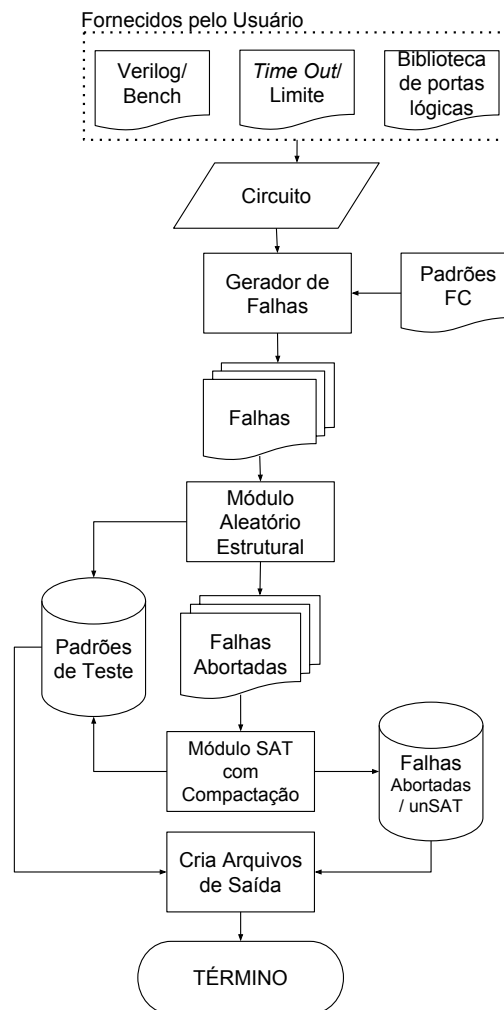 Fornecidos pelo Usuário
Verilog/
Bench
Time Out/
Limite
Biblioteca
de portas
lógicas
Circuito
Gerador de
Falhas
Padrões
FC
Falhas
Módulo
Aleatório
Estrutural
Padrões
de Teste
Falhas
Abortadas
Módulo SAT
com
Compactação
Falhas
Abortadas
/ unSAT
Cria Arquivos
de Saída
TÉRMINO